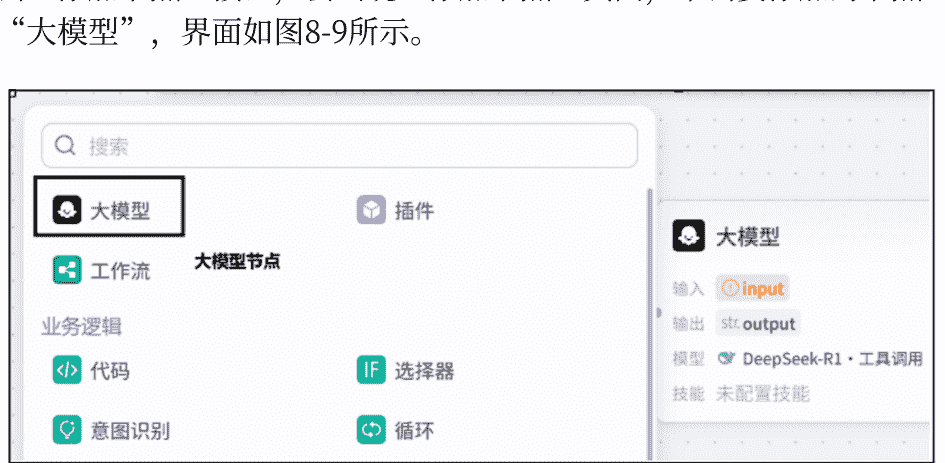 “大模型”，界面如图8-9所示。
搜索
大模型
插件
工作流
大模型节点
业务逻辑
代码
IF 选择器
意图识别
循环
大模型
输入 input
输出 str. output
模型 DeepSeek-R1·工具调用
技能 未配置技能